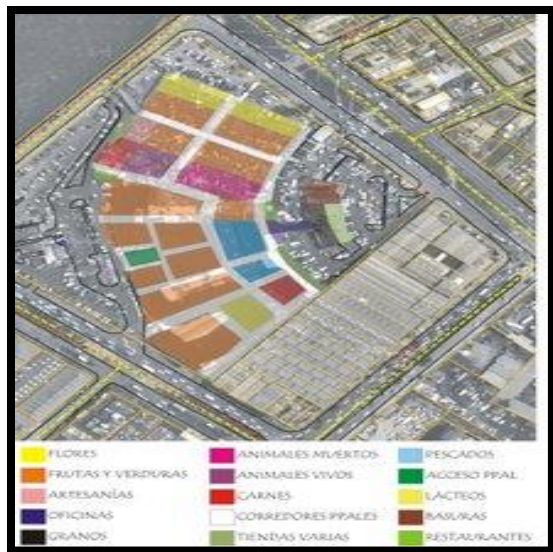 FLORES
FRUTAS Y VERDURAS
ARTESANÍAS
OFICINAS
GRANOS
ANIMALES MUERTOS
ANIMALES VIVOS
CARNES
CORREDORES PPALES
TIENDAS VARIAS
PESCADOS
ACCESO PPAL
LÁCTEOS
BASURAS
RESTAURANTES